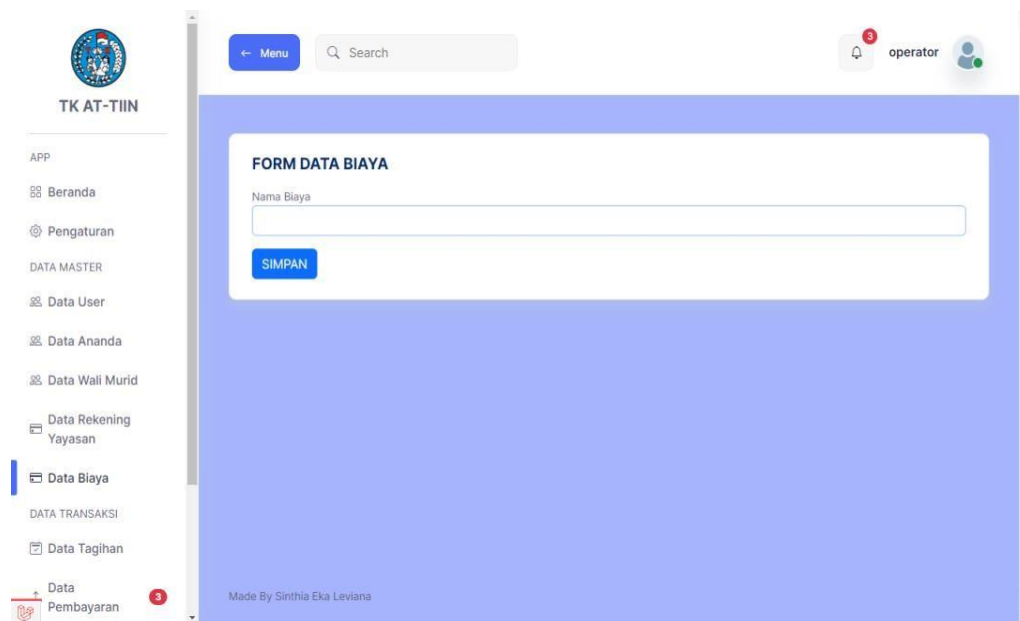 TK AT-TIIN
APP
Beranda
Pengaturan
DATA MASTER
Data User
Data Ananda
Data Wali Murid
Data Rekening
Yayasan
Data Biaya
DATA TRANSAKSI
Data Tagihan
Data
Pembayaran
3
← Menu
Search
3
operator
FORM DATA BIAYA
Nama Biaya
SIMPAN
Made By Sinthia Eka Leviana